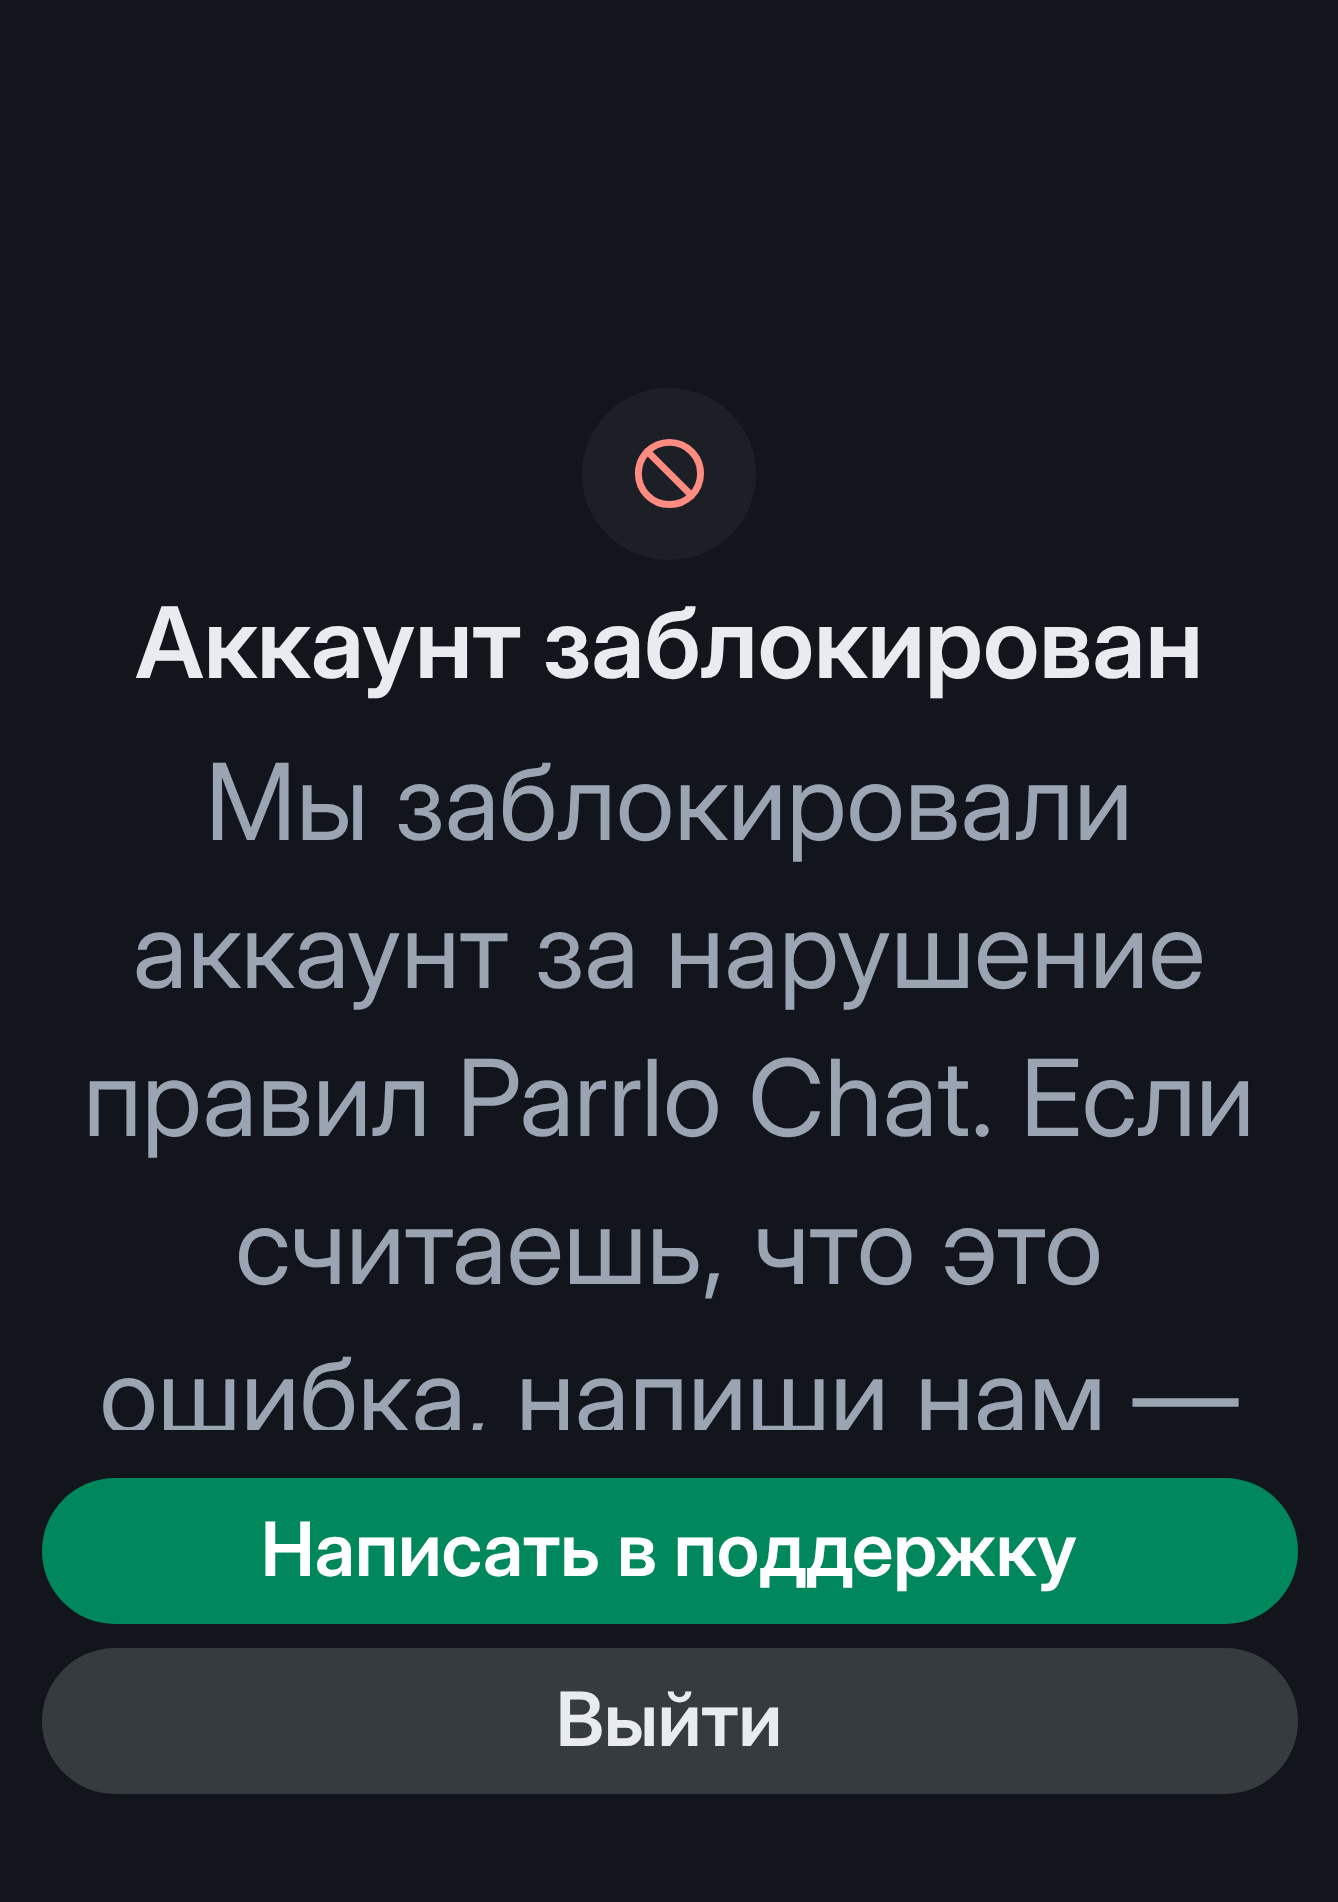 Аккаунт заблокирован
Мы заблокировали
аккаунт за нарушение
правил Parrlo Chat. Если
считаешь, что это
ошибка, напиши нам —
Написать в поддержку
Выйти